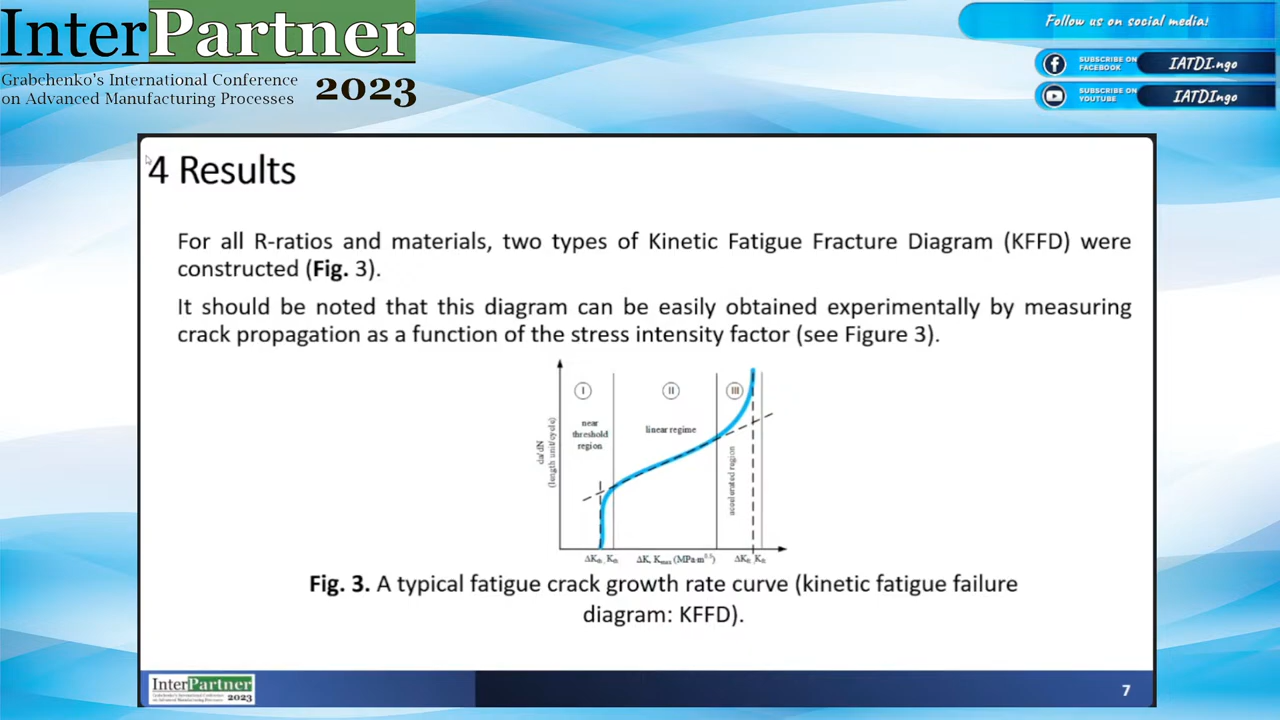 InterPartner
Grabchenko's International Conference
on Advanced Manufacturing Processes
2023
Follow us on social media!
SUBSCRIBE ON
FACEBOOK
IATDI.ngo
SUBSCRIBE ON
YOUTUBE
IATDIngo
4 Results
For all R-ratios and materials, two types of Kinetic Fatigue Fracture Diagram (KFFD) were
constructed (Fig. 3).
It should be noted that this diagram can be easily obtained experimentally by measuring
crack propagation as a function of the stress intensity factor (see Figure 3).
I
II
III
near
threshold
region
linear regime
accelerated region
da/dN
(length unit/cycle)
ΔK, Kmax (MPa·m⁰·⁵)
Fig. 3. A typical fatigue crack growth rate curve (kinetic fatigue failure
diagram: KFFD).
InterPartner
2023
7